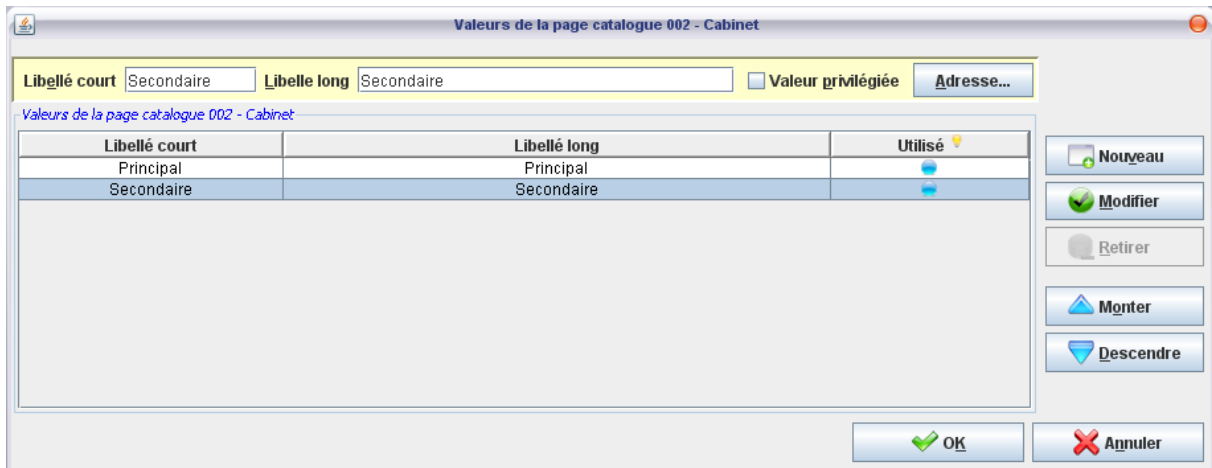 Valeurs de la page catalogue 002 - Cabinet
Libellé court Secondaire Libelle long Secondaire Valeur privilégiée Adresse...
Valeurs de la page catalogue 002 - Cabinet
Libellé court Libellé long Utilisé
Principal Principal
Secondaire Secondaire
Nouveau
Modifier
Retirer
Monter
Descendre
OK Annuler